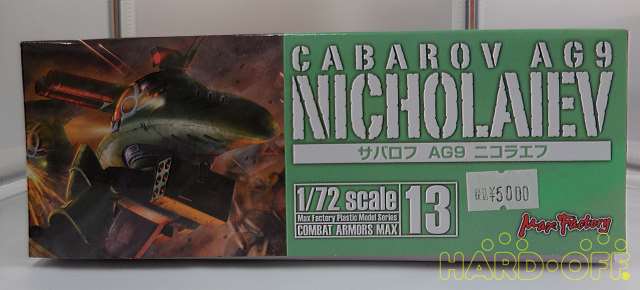 CABAROV AG9
NICHOLAIEV
サバロフ AG9 ニコラエフ
1/72 scale
Max Factory Plastic Model Series
COMBAT ARMORS MAX
13
¥5000
Max Factory
HARD·OFF